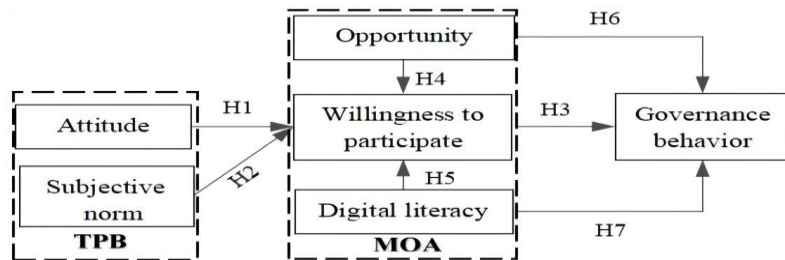 Opportunity
H6
H4
H1
Attitude
Willingness to
participate
H3
Governance
behavior
H2
Subjective
norm
H5
Digital literacy
H7
TPB
MOA